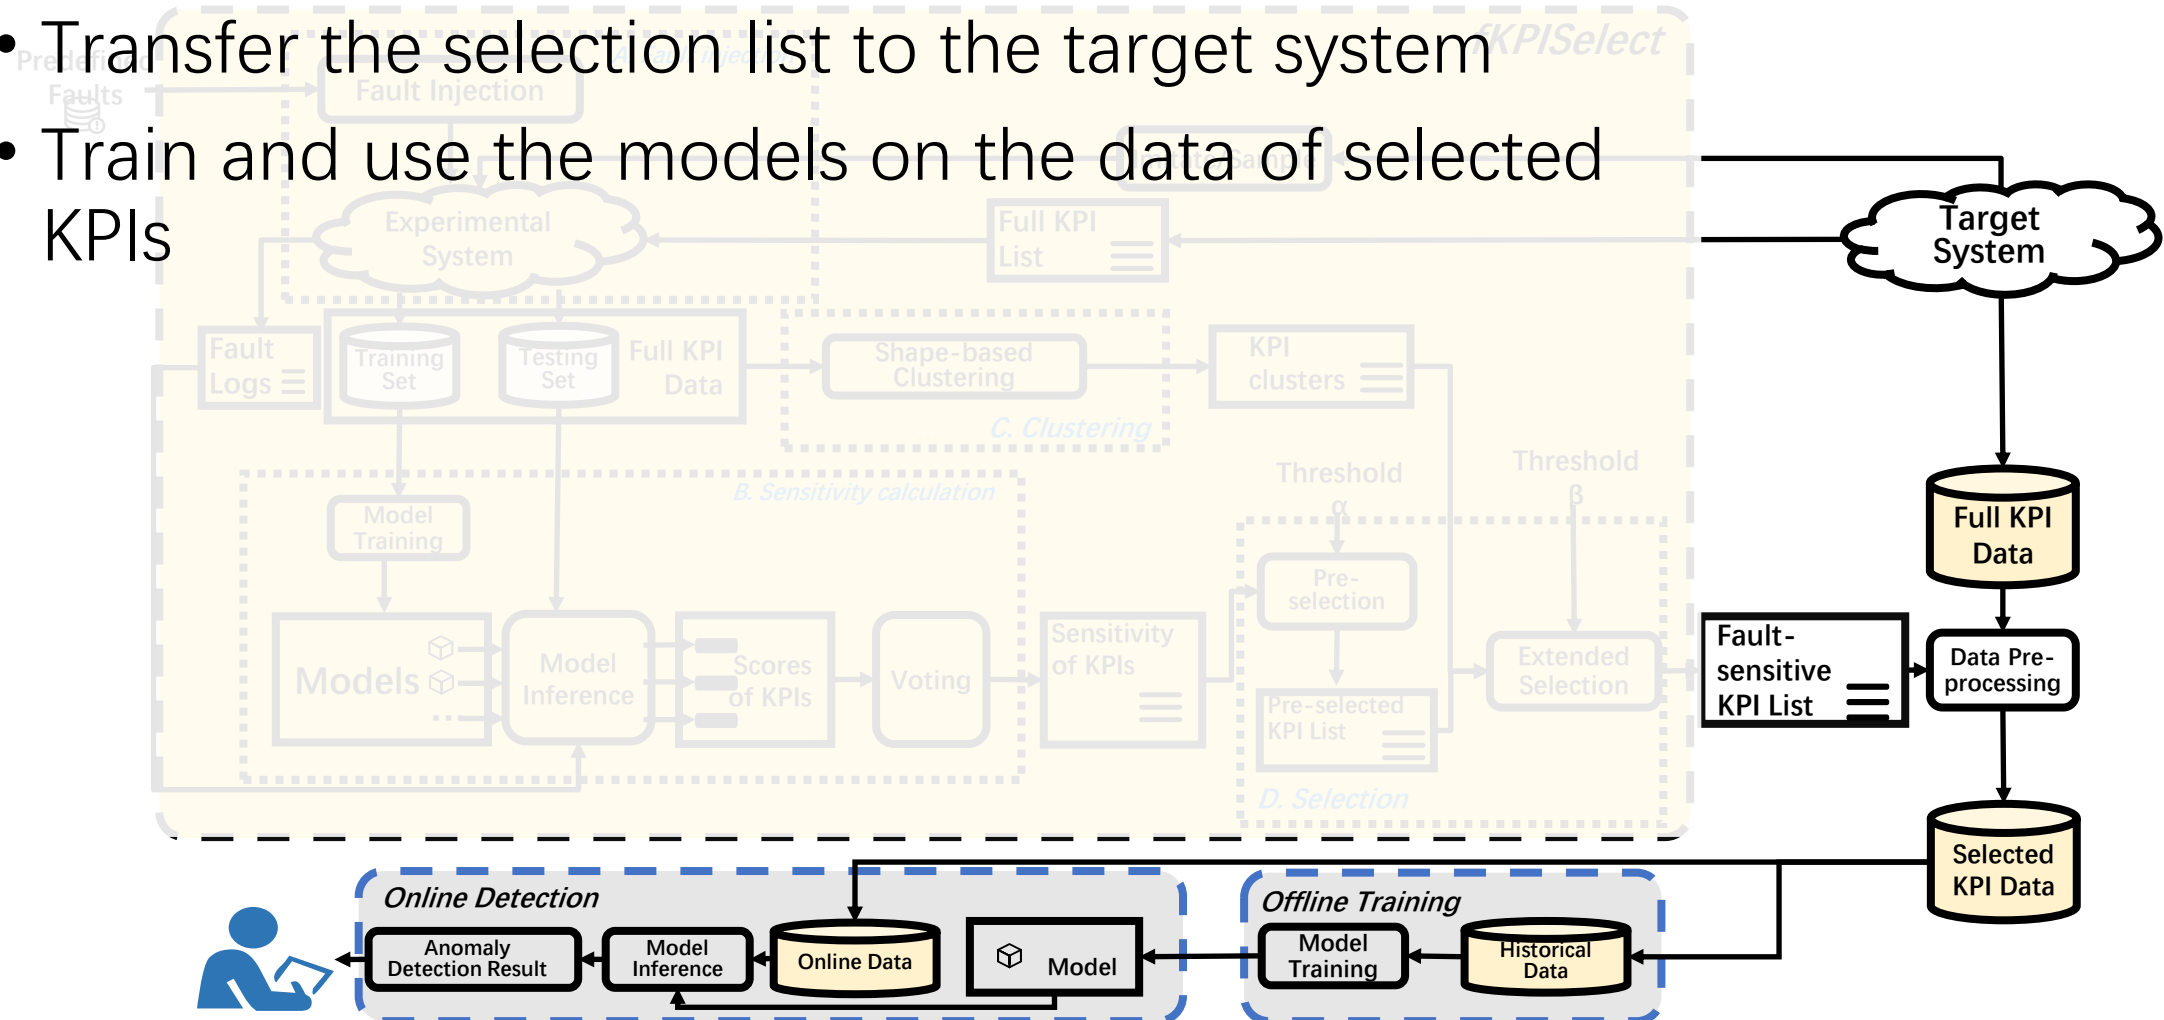 • Transfer the selection list to the target system
• Train and use the models on the data of selected
KPIs
fKPISelect
Faults
Fault Injection
Experimental
System
Full KPI
List
Target
System
Fault
Logs
Training
Set
Testing
Set
Full KPI
Data
Shape-based
Clustering
KPI
clusters
C. Clustering
B. Sensitivity calculation
Threshold
α
Threshold
β
Model
Training
Pre-
selection
Full KPI
Data
Models
Model
Inference
Scores
of KPIs
Voting
Sensitivity
of KPIs
Pre-selected
KPI List
Extended
Selection
Fault-
sensitive
KPI List
Data Pre-
processing
D. Selection
Selected
KPI Data
Online Detection
Anomaly
Detection Result
Model
Inference
Online Data
Model
Offline Training
Model
Training
Historical
Data